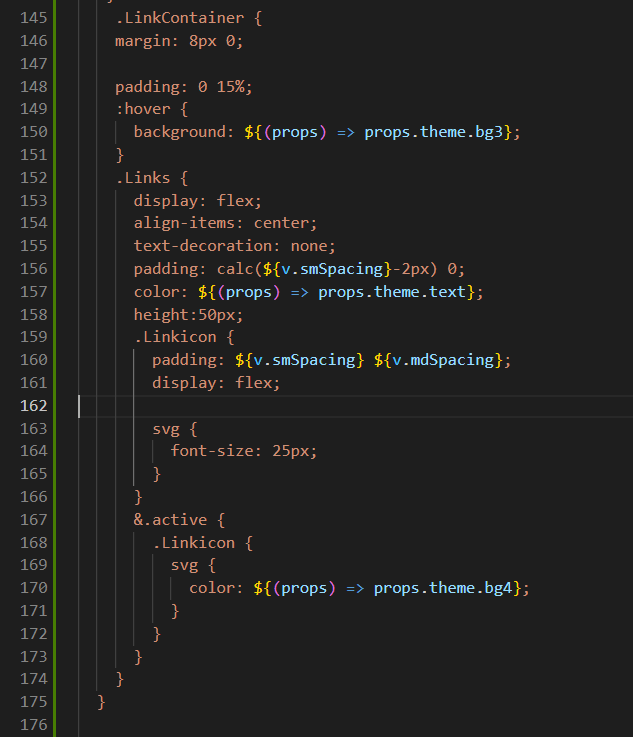 145 .LinkContainer {
146 margin: 8px 0;
147
148 padding: 0 15%;
149 :hover {
150 background: ${(props) => props.theme.bg3};
151 }
152 .Links {
153 display: flex;
154 align-items: center;
155 text-decoration: none;
156 padding: calc(${v.smSpacing}-2px) 0;
157 color: ${(props) => props.theme.text};
158 height:50px;
159 .Linkicon {
160 padding: ${v.smSpacing} ${v.mdSpacing};
161 display: flex;
162
163 svg {
164 font-size: 25px;
165 }
166 }
167 &.active {
168 .Linkicon {
169 svg {
170 color: ${(props) => props.theme.bg4};
171 }
172 }
173 }
174 }
175 }
176